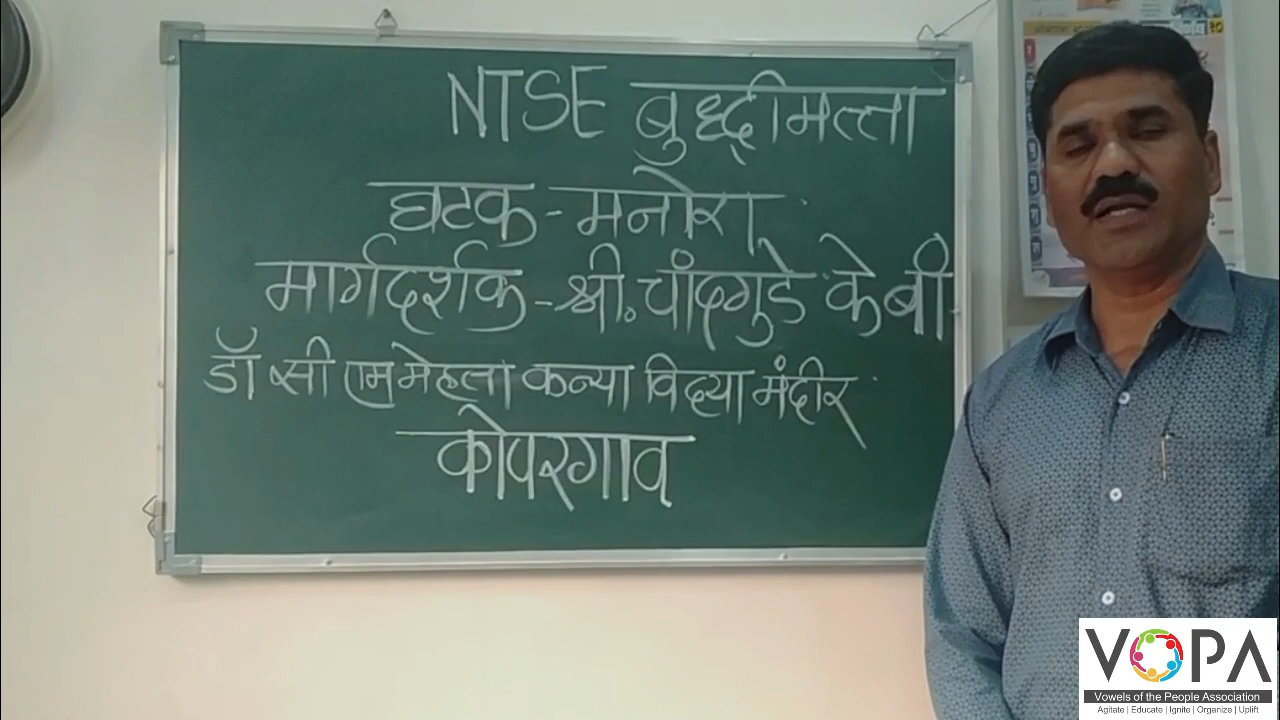 NTSE बुध्दीमत्ता
घटक - मनोरा
मार्गदर्शक - श्री. चांदगुडे के बी
डॉ सी एम मेहता कन्या विद्या मंदीर
कोपरगाव
VOPA
Vowels of the People Association
Agitate | Educate | Ignite | Organize | Uplift